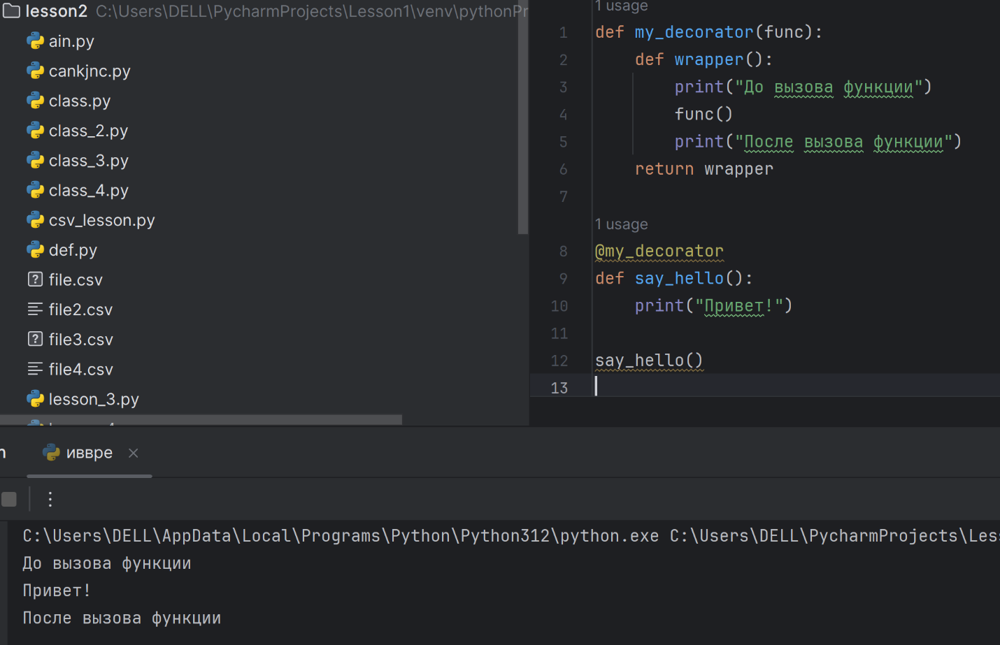 lesson2 C:\Users\DELL\PycharmProjects\Lesson1\venv\pythonPr
ain.py
cankjnc.py
class.py
class_2.py
class_3.py
class_4.py
csv_lesson.py
def.py
file.csv
file2.csv
file3.csv
file4.csv
lesson_3.py
1 usage
1 def my_decorator(func):
2     def wrapper():
3         print("До вызова функции")
4         func()
5         print("После вызова функции")
6     return wrapper
7
1 usage
8 @my_decorator
9 def say_hello():
10     print("Привет!")
11
12 say_hello()
13
иввре
C:\Users\DELL\AppData\Local\Programs\Python\Python312\python.exe C:\Users\DELL\PycharmProjects\Les
До вызова функции
Привет!
После вызова функции